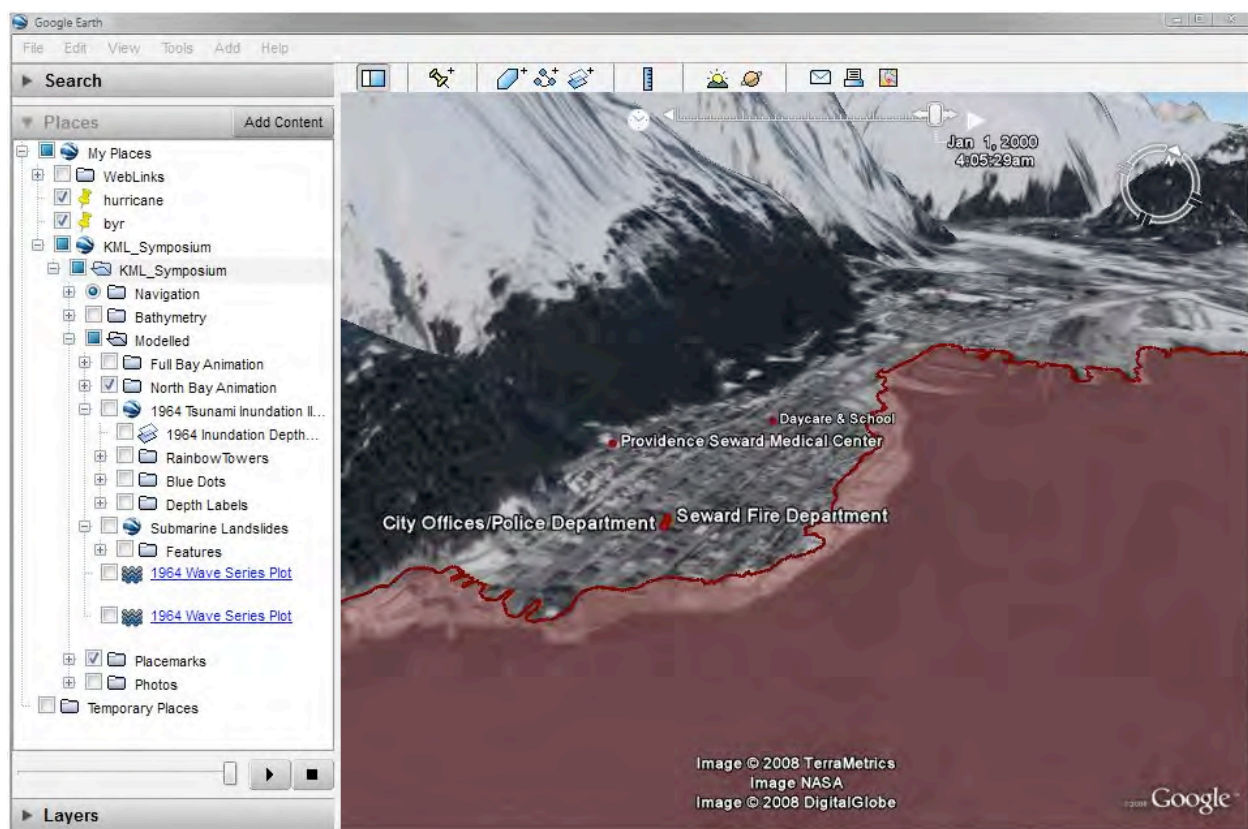 Google Earth
File Edit View Tools Add Help
Search
Places
Add Content
My Places
WebLinks
hurricane
byr
KML_Symposium
KML_Symposium
Navigation
Bathymetry
Modelled
Full Bay Animation
North Bay Animation
1964 Tsunami Inundation Il...
1964 Inundation Depth...
RainbowTowers
Blue Dots
Depth Labels
Submarine Landslides
Features
1964 Wave Series Plot
1964 Wave Series Plot
Placemarks
Photos
Temporary Places
Layers
Jan 1, 2000
4:05:29am
N
Daycare & School
Providence Seward Medical Center
City Offices/Police Department
Seward Fire Department
Image © 2008 TerraMetrics
Image NASA
Image © 2008 DigitalGlobe
©2008 Google